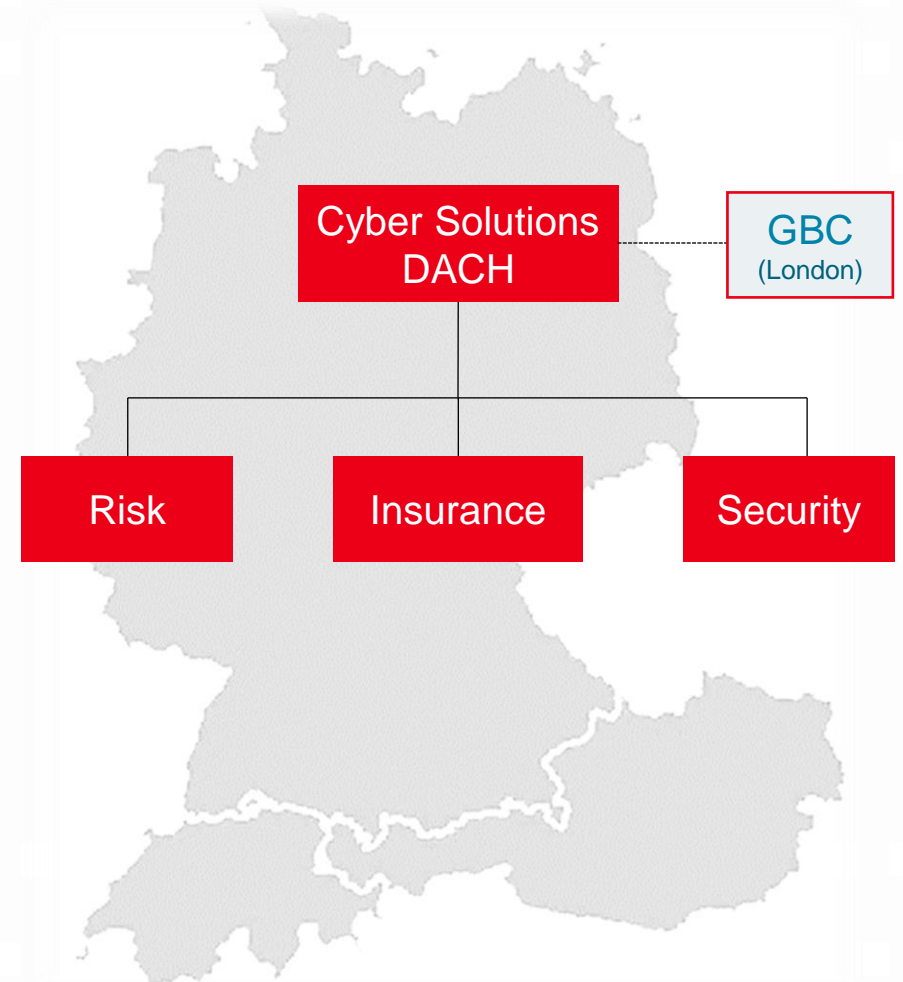 Cyber Solutions
DACH
GBC
(London)
Risk
Insurance
Security